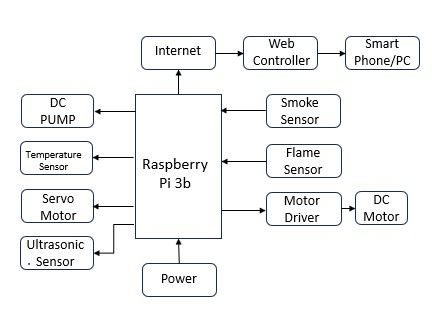 Internet
Web
Controller
Smart
Phone/PC
DC
PUMP
Smoke
Sensor
Temperature
Sensor
Raspberry
Pi 3b
Flame
Sensor
Servo
Motor
Motor
Driver
DC
Motor
Ultrasonic
. Sensor
Power